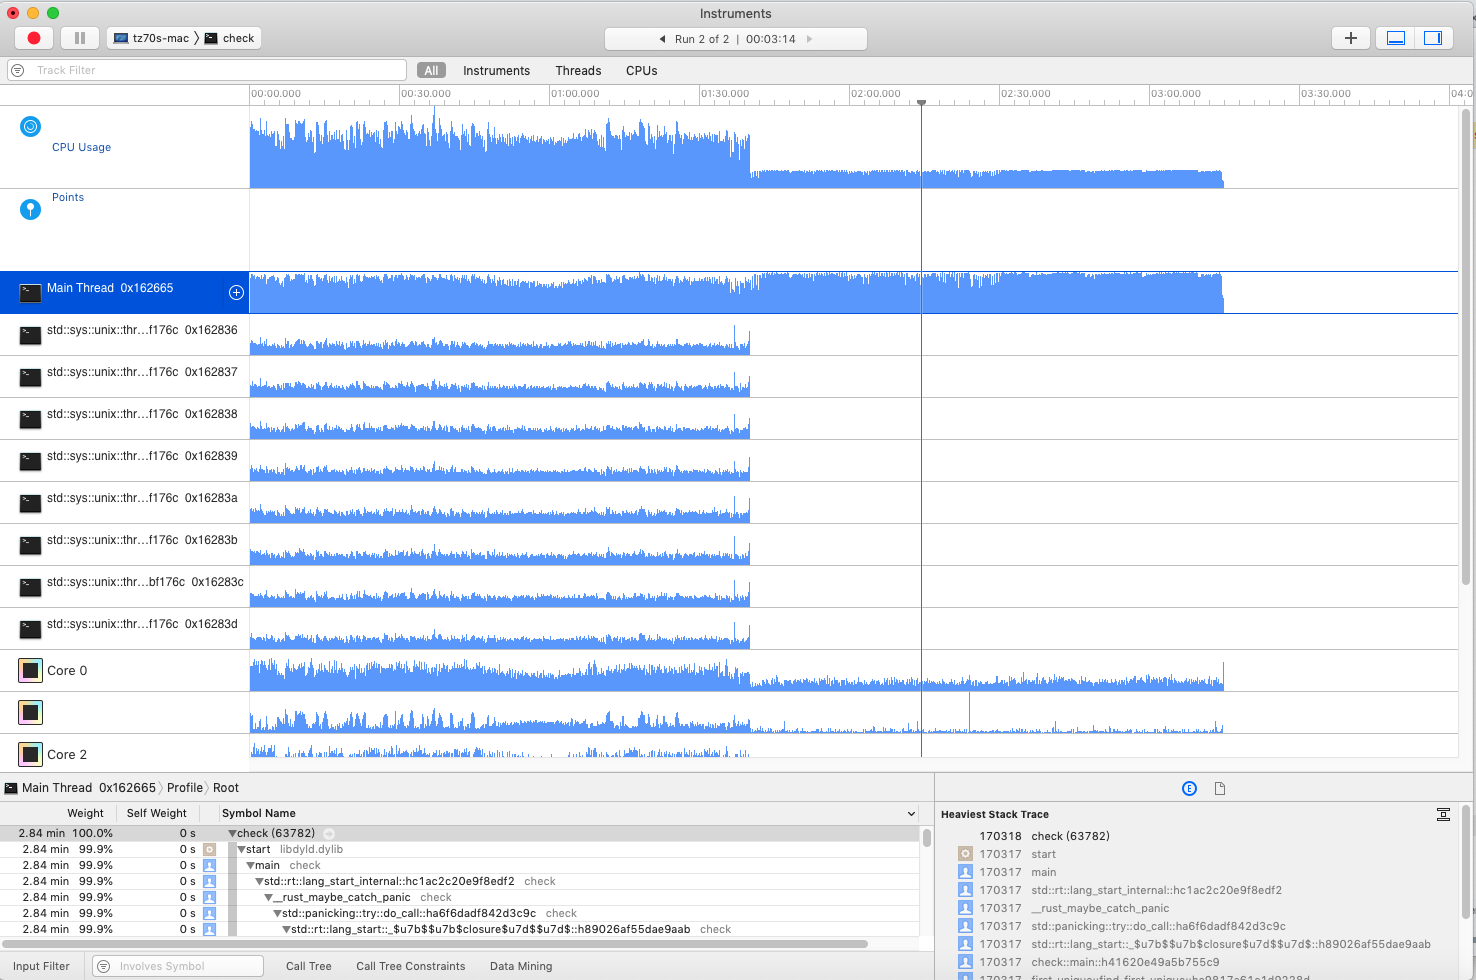 Instruments
tz70s-mac 〉 check
Run 2 of 2 | 00:03:14
Track Filter
All Instruments Threads CPUs
00:00.000 00:30.000 01:00.000 01:30.000 02:00.000 02:30.000 03:00.000 03:30.000 04:0
CPU Usage
Points
Main Thread 0x162665
std::sys::unix::thr...f176c 0x162836
std::sys::unix::thr...f176c 0x162837
std::sys::unix::thr...f176c 0x162838
std::sys::unix::thr...f176c 0x162839
std::sys::unix::thr...f176c 0x16283a
std::sys::unix::thr...f176c 0x16283b
std::sys::unix::thr...bf176c 0x16283c
std::sys::unix::thr...f176c 0x16283d
Core 0
Core 2
Main Thread 0x162665 〉 Profile 〉 Root
Weight Self Weight Symbol Name
2.84 min 100.0% 0 s check (63782)
2.84 min 99.9% 0 s start libdyld.dylib
2.84 min 99.9% 0 s main check
2.84 min 99.9% 0 s std::rt::lang_start_internal::hc1ac2c20e9f8edf2 check
2.84 min 99.9% 0 s __rust_maybe_catch_panic check
2.84 min 99.9% 0 s std::panicking::try::do_call::ha6f6dadf842d3c9c check
2.84 min 99.9% 0 s std::rt::lang_start::_$u7b$$u7b$closure$u7d$$u7d$::h89026af55dae9aab check
Input Filter Involves Symbol Call Tree Call Tree Constraints Data Mining
E
Heaviest Stack Trace
170318 check (63782)
170317 start
170317 main
170317 std::rt::lang_start_internal::hc1ac2c20e9f8edf2
170317 __rust_maybe_catch_panic
170317 std::panicking::try::do_call::ha6f6dadf842d3c9c
170317 std::rt::lang_start::_$u7b$$u7b$closure$u7d$$u7d$::h89026af55dae9aab
170317 check::main::h41620e49a5b755c9